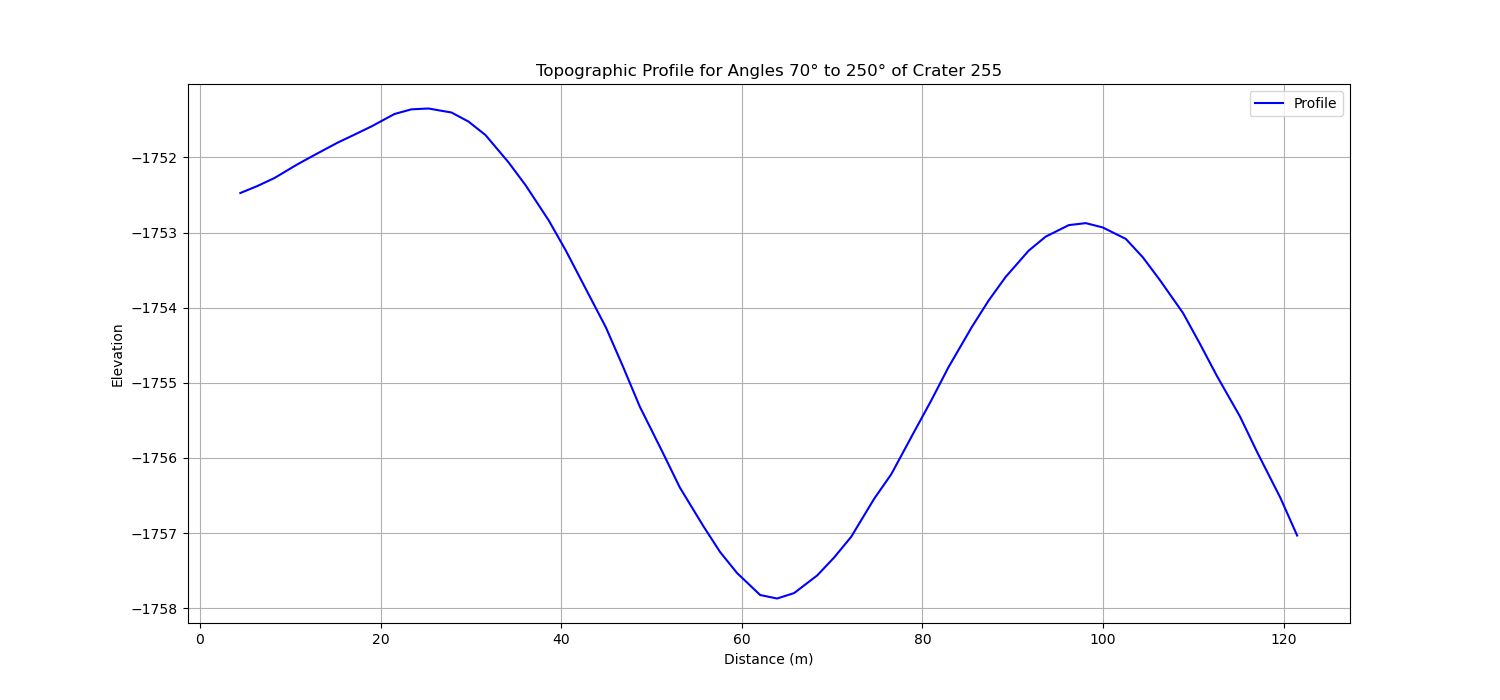 Topographic Profile for Angles 70° to 250° of Crater 255
Profile
−1752
−1753
−1754
−1755
−1756
−1757
−1758
Elevation
0 20 40 60 80 100 120
Distance (m)